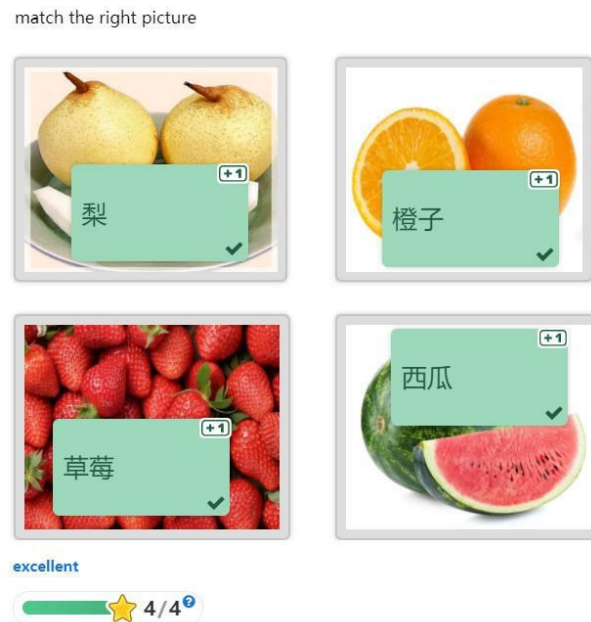 match the right picture
+1
梨
+1
橙子
+1
草莓
+1
西瓜
excellent
4/4
?